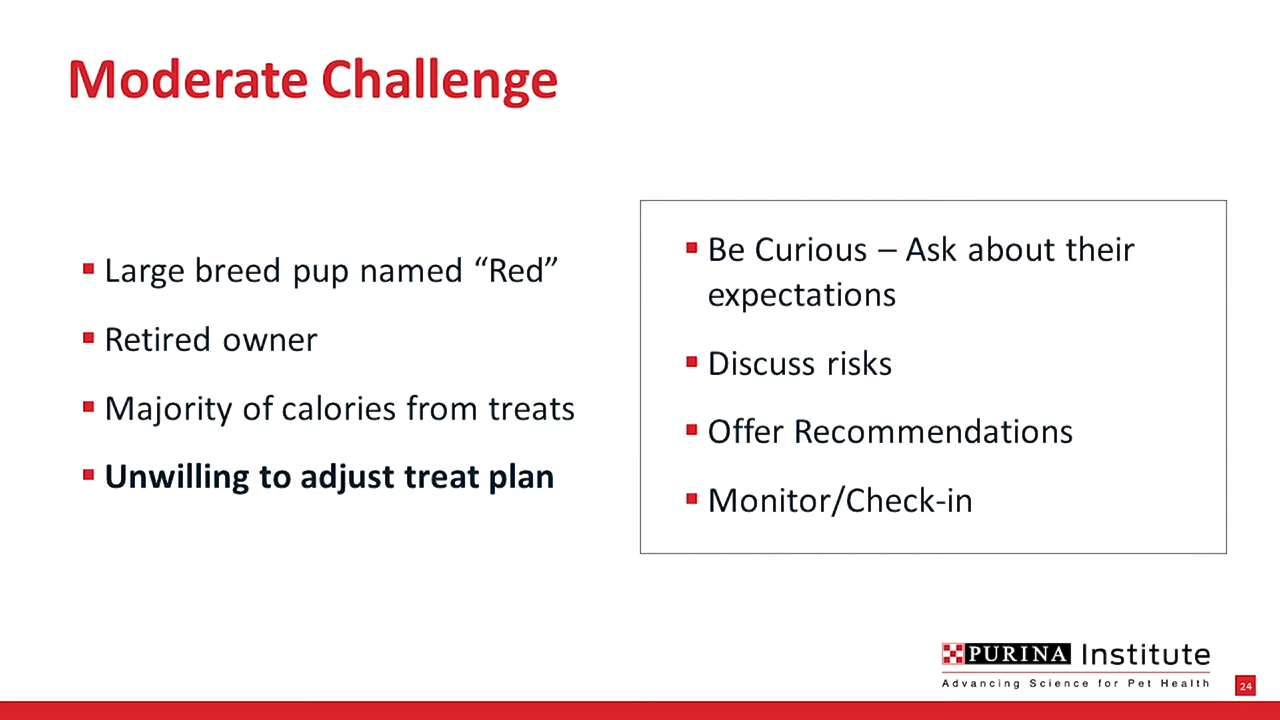 Moderate Challenge
Large breed pup named “Red”
Retired owner
Majority of calories from treats
Unwilling to adjust treat plan
Be Curious – Ask about their
expectations
Discuss risks
Offer Recommendations
Monitor/Check-in
PURINA Institute
Advancing Science for Pet Health
24